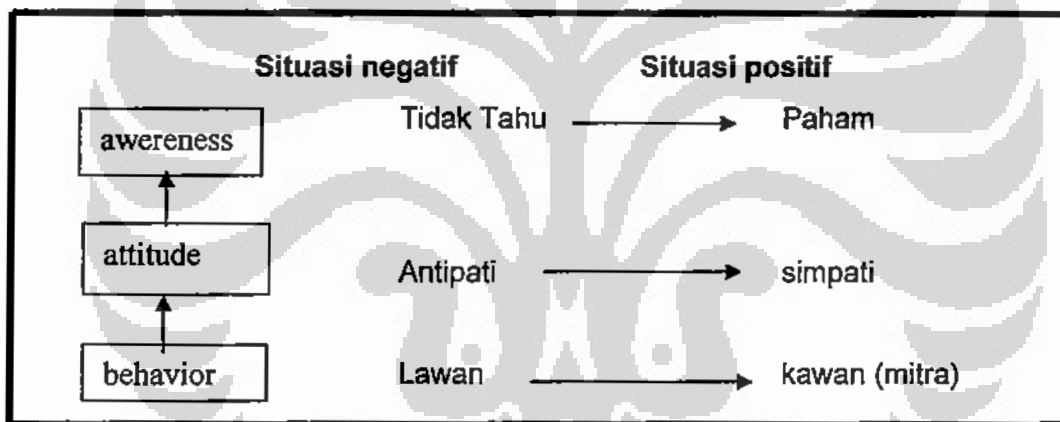 Situasi negatif Situasi positif
awereness Tidak Tahu Paham
attitude Antipati simpati
behavior Lawan kawan (mitra)